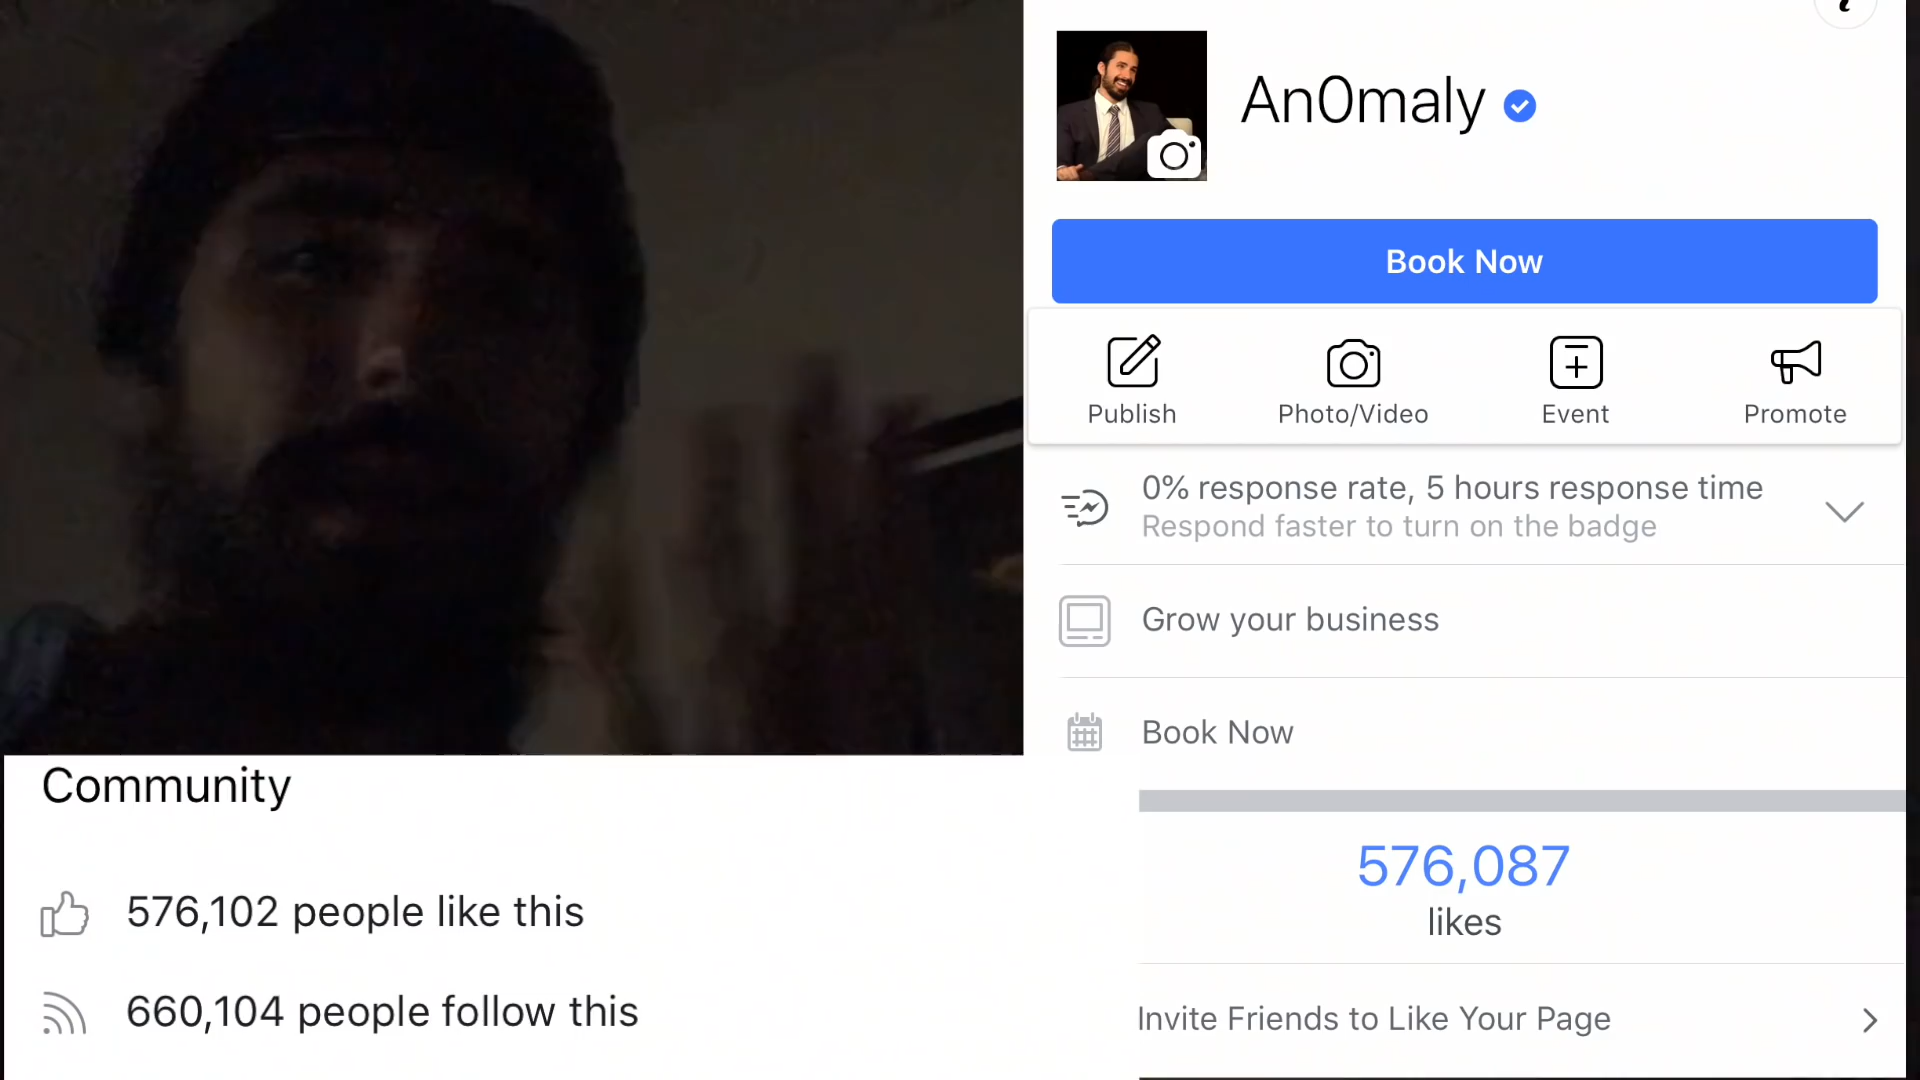 An0maly
Book Now
Publish
Photo/Video
Event
Promote
0% response rate, 5 hours response time
Respond faster to turn on the badge
Grow your business
Book Now
576,087
likes
Invite Friends to Like Your Page
Community
576,102 people like this
660,104 people follow this